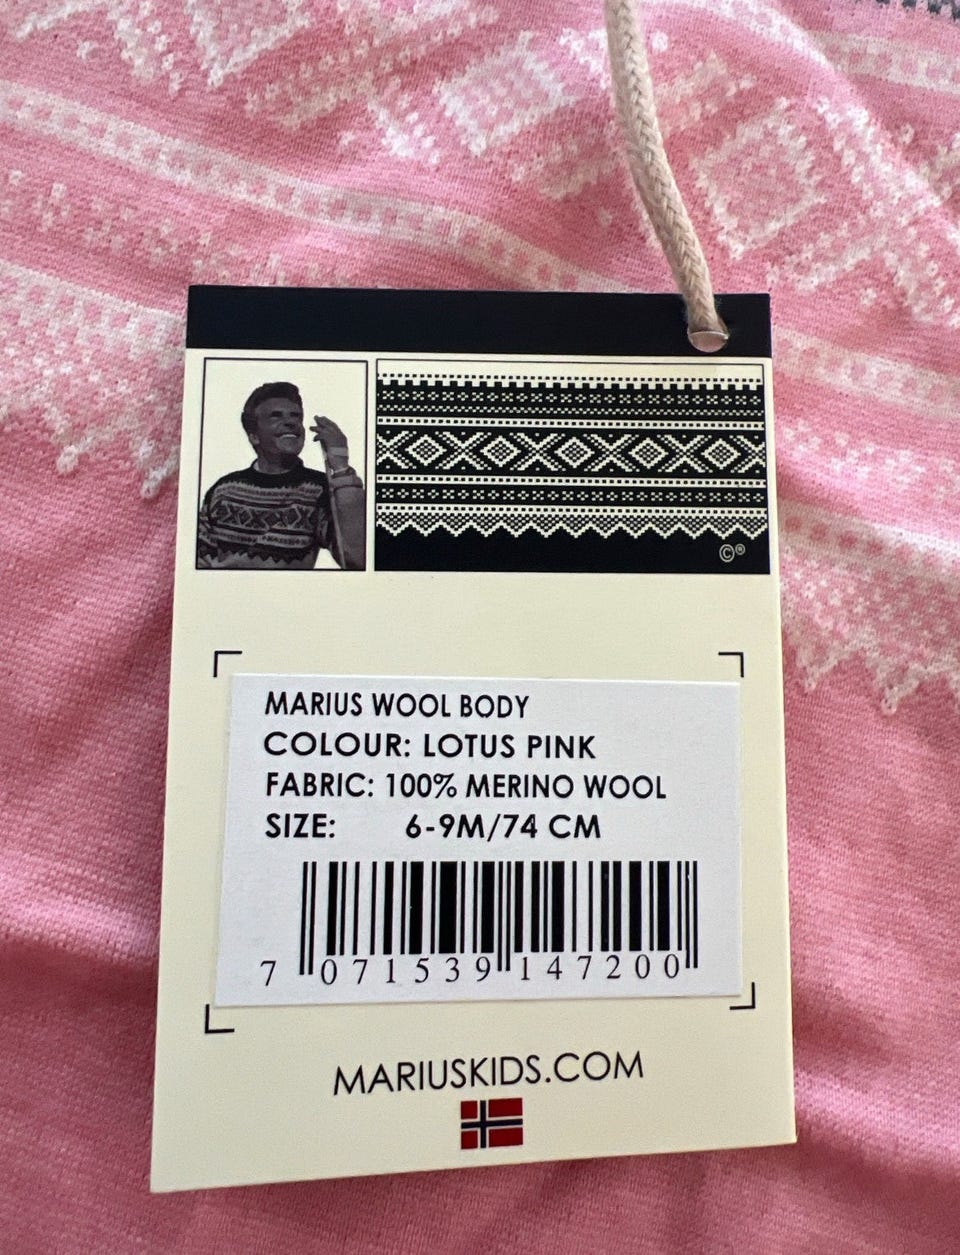 ©®
MARIUS WOOL BODY
COLOUR: LOTUS PINK
FABRIC: 100% MERINO WOOL
SIZE: 6-9M/74 CM
7 071539 147200
MARIUSKIDS.COM